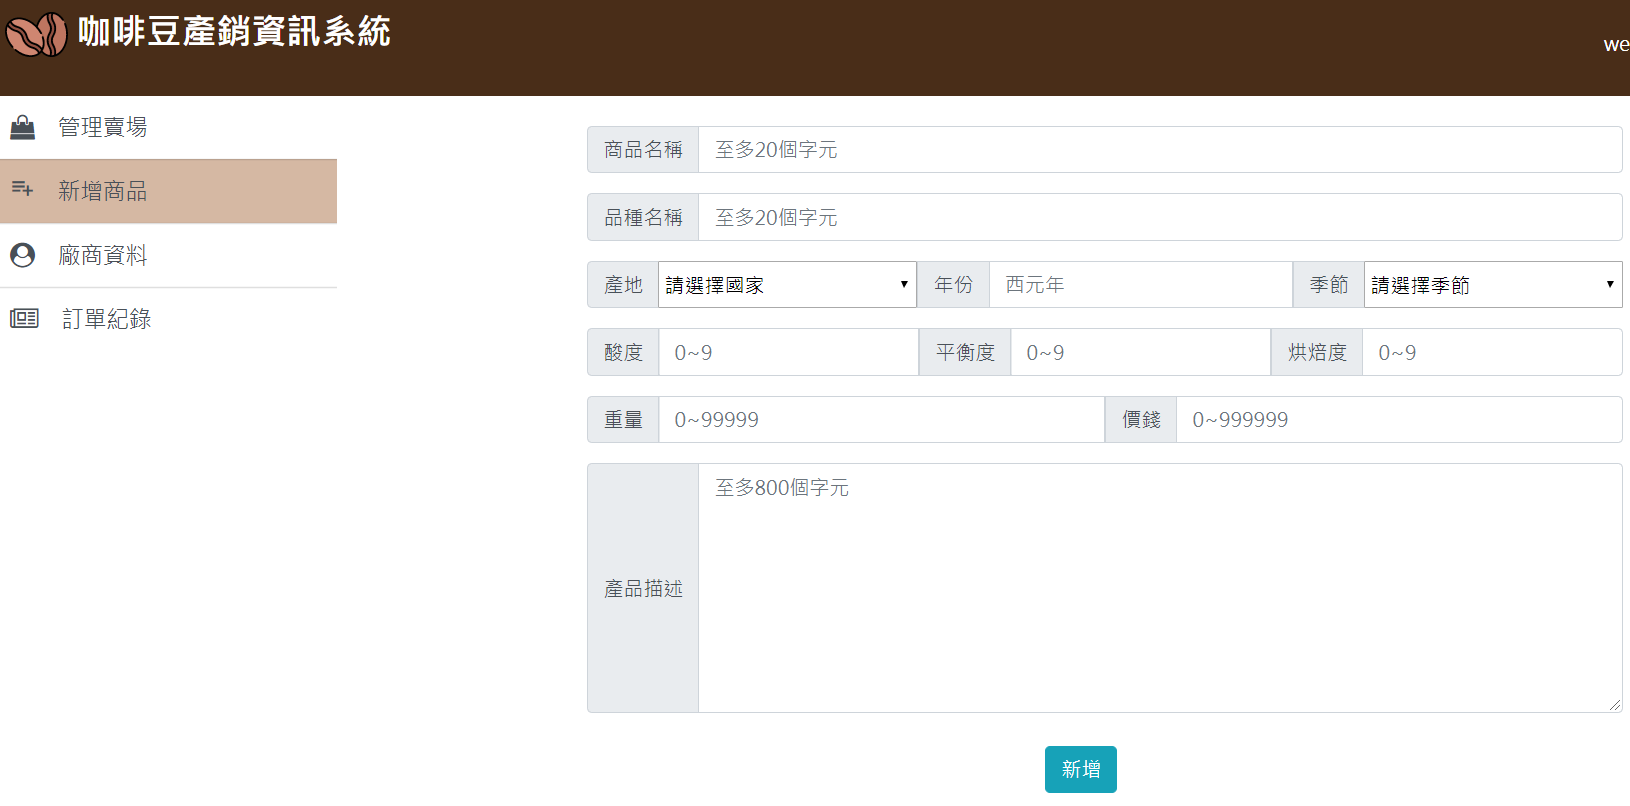 咖啡豆產銷資訊系統
we
管理賣場
新增商品
廠商資料
訂單紀錄
商品名稱 至多20個字元
品種名稱 至多20個字元
產地 請選擇國家 年份 西元年 季節 請選擇季節
酸度 0~9 平衡度 0~9 烘焙度 0~9
重量 0~99999 價錢 0~999999
產品描述 至多800個字元
新增